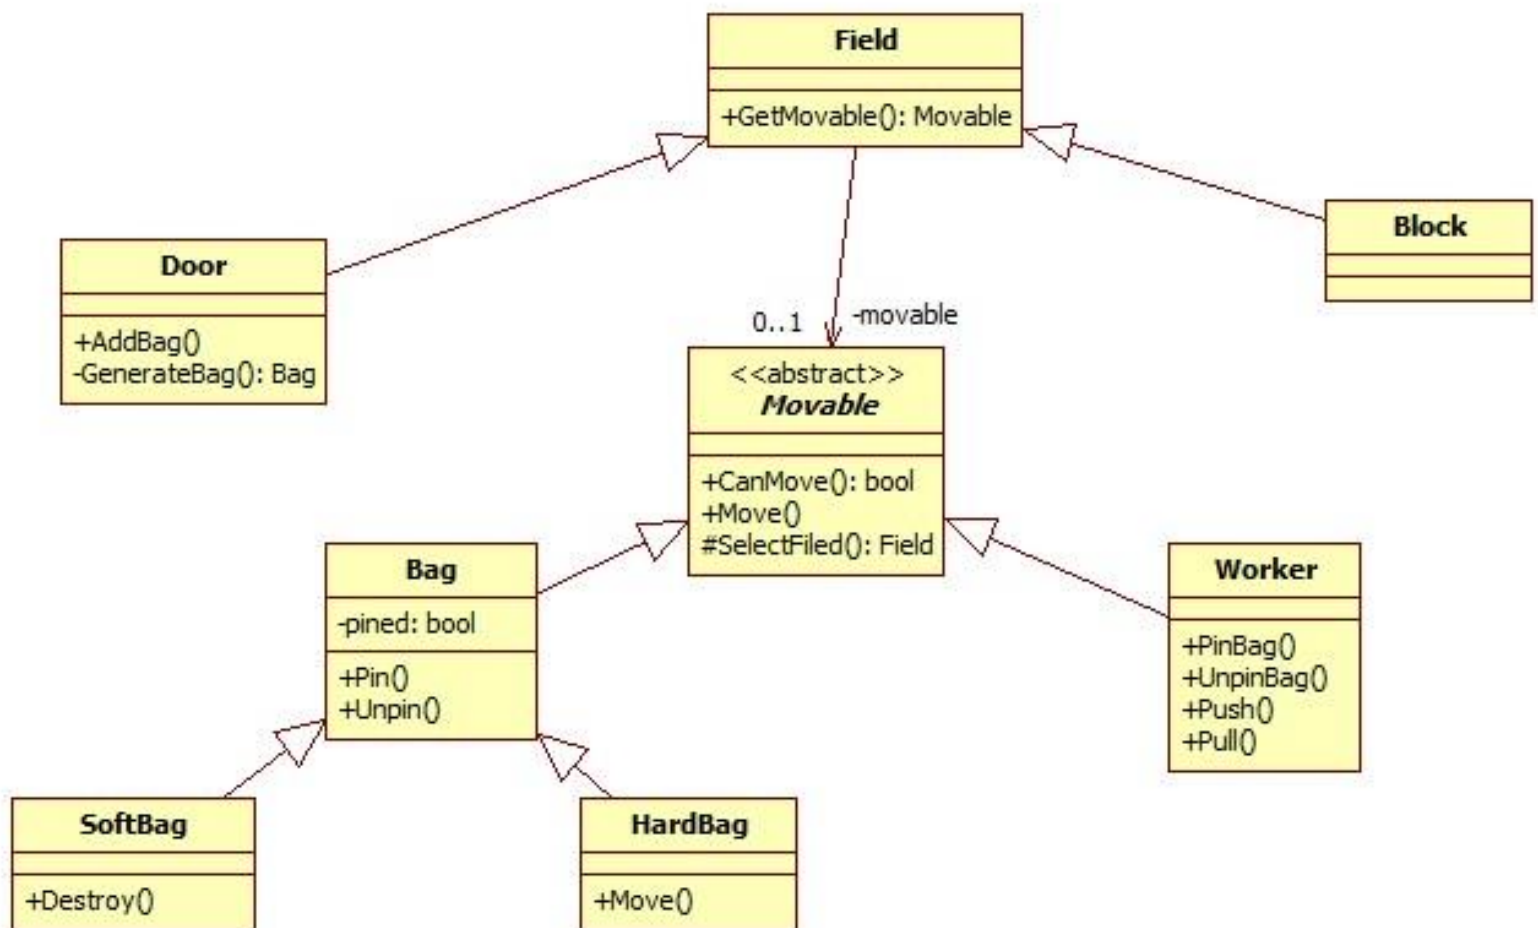 Field
+GetMovable(): Movable
Block
Door
+AddBag()
-GenerateBag(): Bag
0..1
-movable
<<abstract>>
Movable
+CanMove(): bool
+Move()
#SelectFiled(): Field
Bag
-pined: bool
+Pin()
+Unpin()
Worker
+PinBag()
+UnpinBag()
+Push()
+Pull()
SoftBag
+Destroy()
HardBag
+Move()